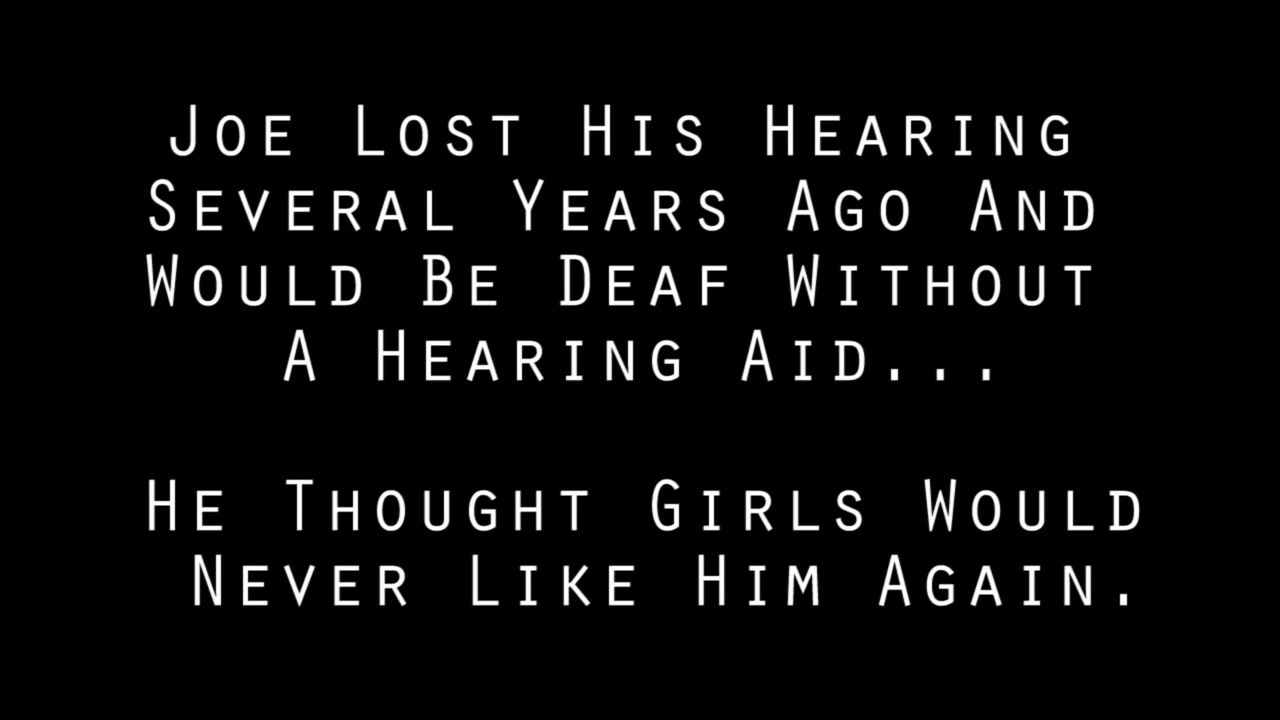 Joe Lost His Hearing
Several Years Ago And
Would Be Deaf Without
A Hearing Aid...
He Thought Girls Would
Never Like Him Again.